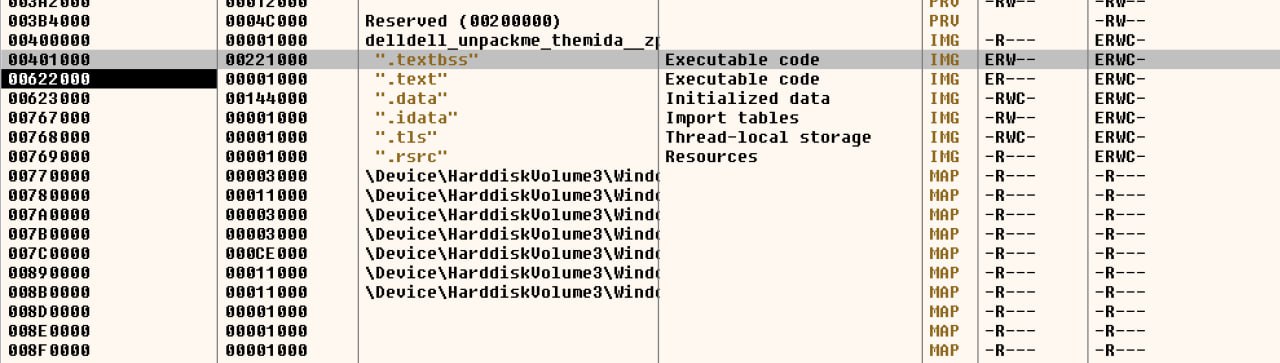 003A2000 00012000 PRV -RW--
003B4000 0004C000 Reserved (00200000) PRV -RW--
00400000 00001000 delldell_unpackme_themida__zp IMG -R--- ERWC-
00401000 00221000 ".textbss" Executable code IMG ERW-- ERWC-
00622000 00001000 ".text" Executable code IMG ER--- ERWC-
00623000 00144000 ".data" Initialized data IMG -RWC- ERWC-
00767000 00001000 ".idata" Import tables IMG -RW-- ERWC-
00768000 00001000 ".tls" Thread-local storage IMG -RWC- ERWC-
00769000 00001000 ".rsrc" Resources IMG -R--- ERWC-
00770000 00003000 \Device\HarddiskVolume3\Windo MAP -R--- -R---
00780000 00011000 \Device\HarddiskVolume3\Windo MAP -R--- -R---
007A0000 00003000 \Device\HarddiskVolume3\Windo MAP -R--- -R---
007B0000 00003000 \Device\HarddiskVolume3\Windo MAP -R--- -R---
007C0000 000CE000 \Device\HarddiskVolume3\Windo MAP -R--- -R---
00890000 00011000 \Device\HarddiskVolume3\Windo MAP -R--- -R---
008B0000 00011000 \Device\HarddiskVolume3\Windo MAP -R--- -R---
008D0000 00001000 MAP -R--- -R---
008E0000 00001000 MAP -R--- -R---
008F0000 00001000 MAP -R--- -R---